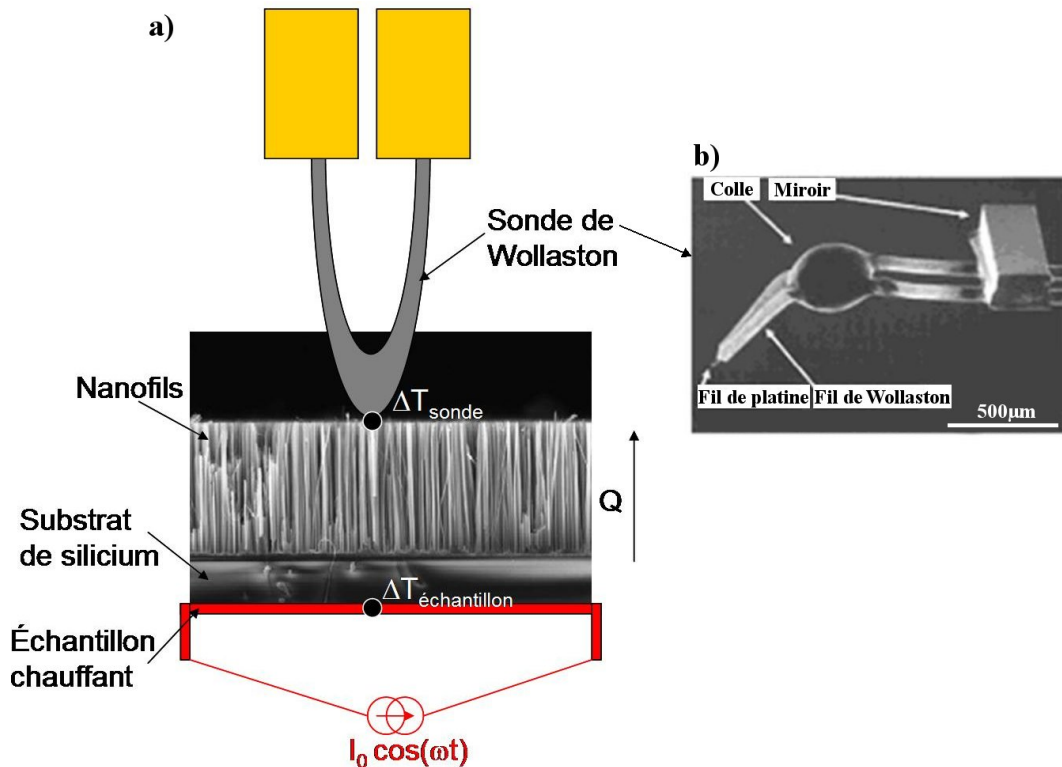 a)
Sonde de
Wollaston
Nanofils
ΔTsonde
Q
Substrat
de silicium
ΔTéchantillon
Échantillon
chauffant
I0 cos(ωt)
b)
Colle Miroir
Fil de platine Fil de Wollaston
500µm